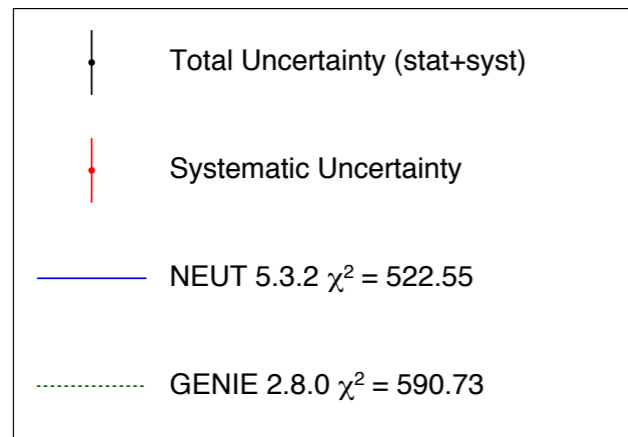 Total Uncertainty (stat+syst)
Systematic Uncertainty
NEUT 5.3.2 χ² = 522.55
GENIE 2.8.0 χ² = 590.73